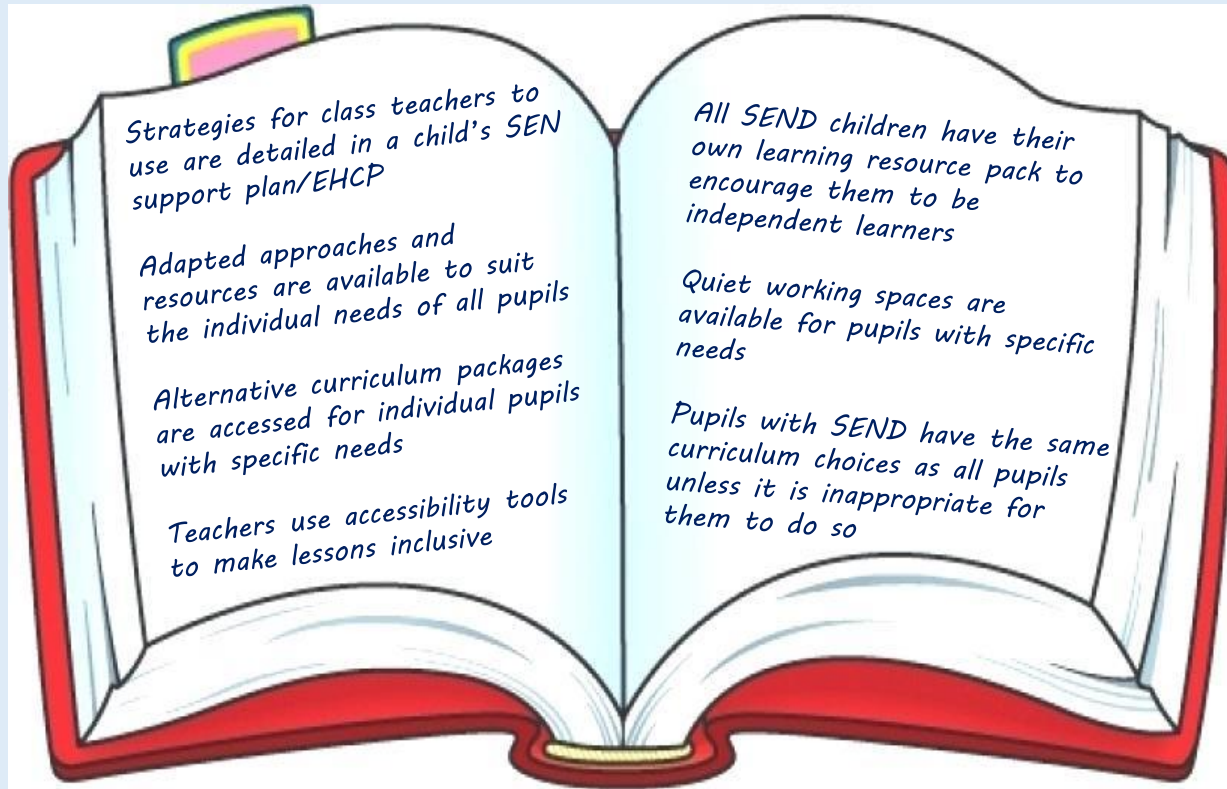 Strategies for class teachers to
use are detailed in a child's SEN
support plan/EHCP
Adapted approaches and
resources are available to suit
the individual needs of all pupils
Alternative curriculum packages
are accessed for individual pupils
with specific needs
Teachers use accessibility tools
to make lessons inclusive
All SEND children have their
own learning resource pack to
encourage them to be
independent learners
Quiet working spaces are
available for pupils with specific
needs
Pupils with SEND have the same
curriculum choices as all pupils
unless it is inappropriate for
them to do so